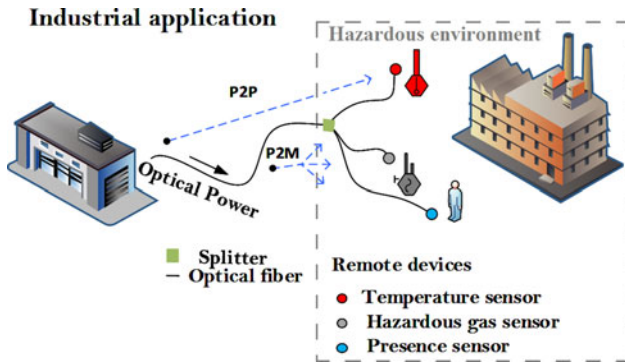 Industrial application
Hazardous environment
P2P
P2M
Optical Power
Splitter
Optical fiber
Remote devices
Temperature sensor
Hazardous gas sensor
Presence sensor